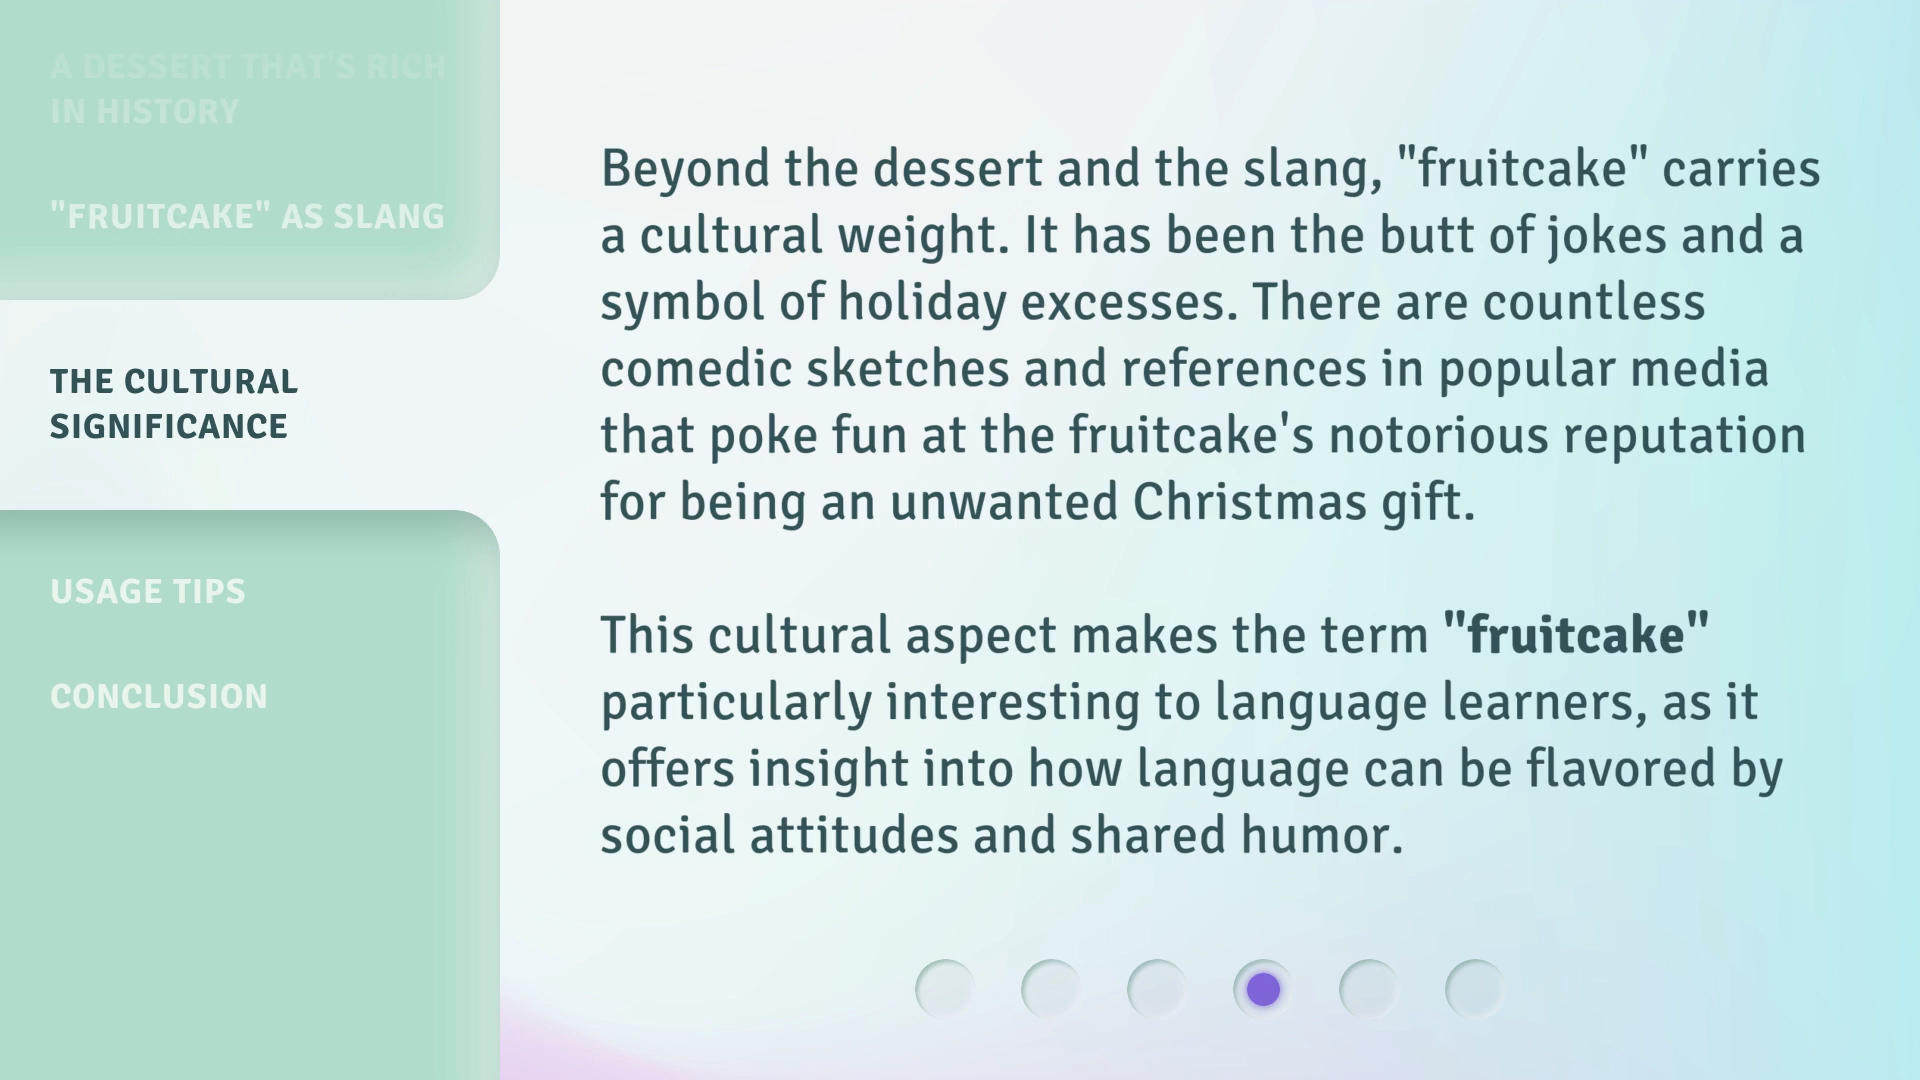 A DESSERT THAT'S RICH
IN HISTORY
"FRUITCAKE" AS SLANG
THE CULTURAL
SIGNIFICANCE
USAGE TIPS
CONCLUSION
Beyond the dessert and the slang, "fruitcake" carries
a cultural weight. It has been the butt of jokes and a
symbol of holiday excesses. There are countless
comedic sketches and references in popular media
that poke fun at the fruitcake's notorious reputation
for being an unwanted Christmas gift.
This cultural aspect makes the term "fruitcake"
particularly interesting to language learners, as it
offers insight into how language can be flavored by
social attitudes and shared humor.